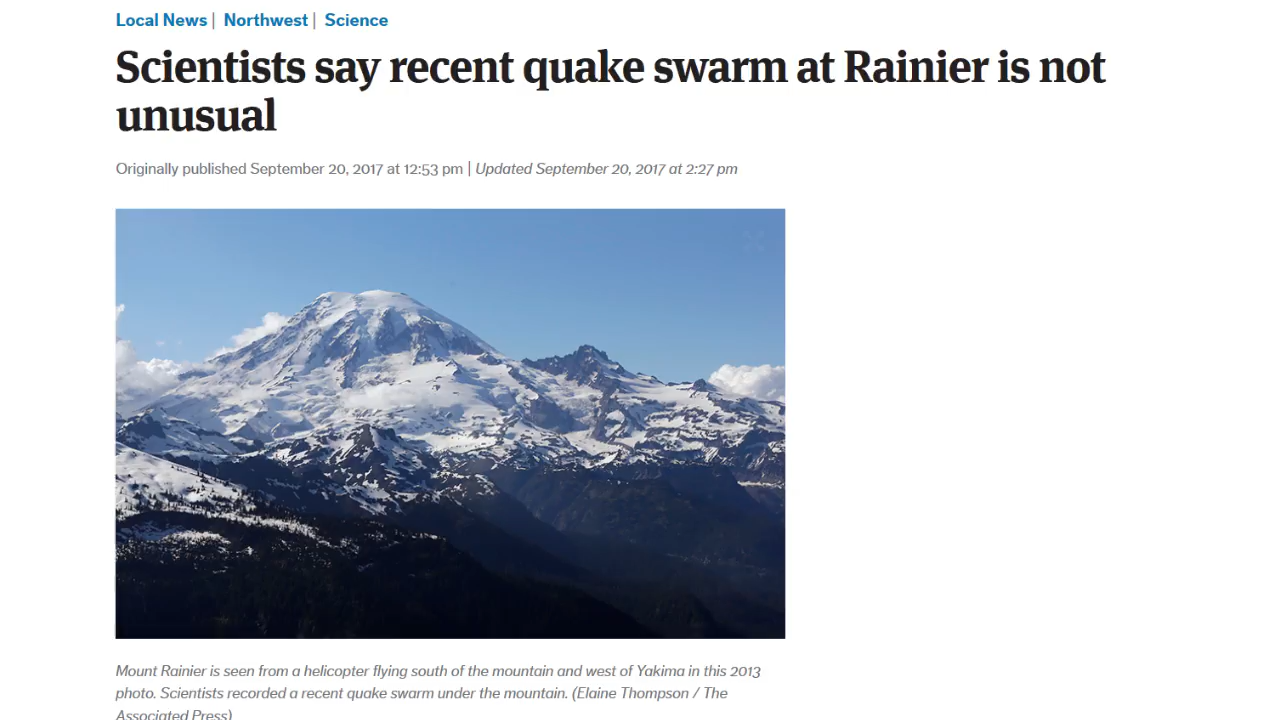 Local News | Northwest | Science
Scientists say recent quake swarm at Rainier is not
unusual
Originally published September 20, 2017 at 12:53 pm | Updated September 20, 2017 at 2:27 pm
Mount Rainier is seen from a helicopter flying south of the mountain and west of Yakima in this 2013
photo. Scientists recorded a recent quake swarm under the mountain. (Elaine Thompson / The
Associated Press)